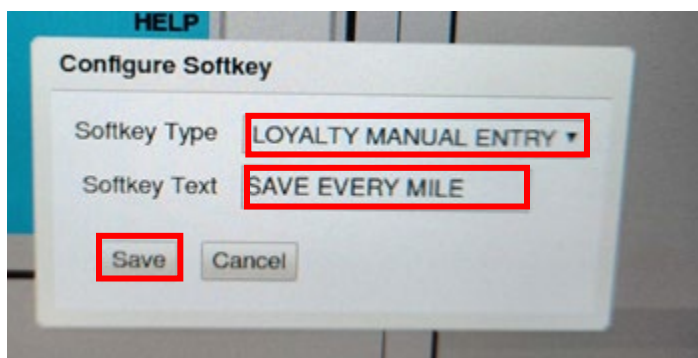 HELP
Configure Softkey
Softkey Type LOYALTY MANUAL ENTRY
Softkey Text SAVE EVERY MILE
Save Cancel